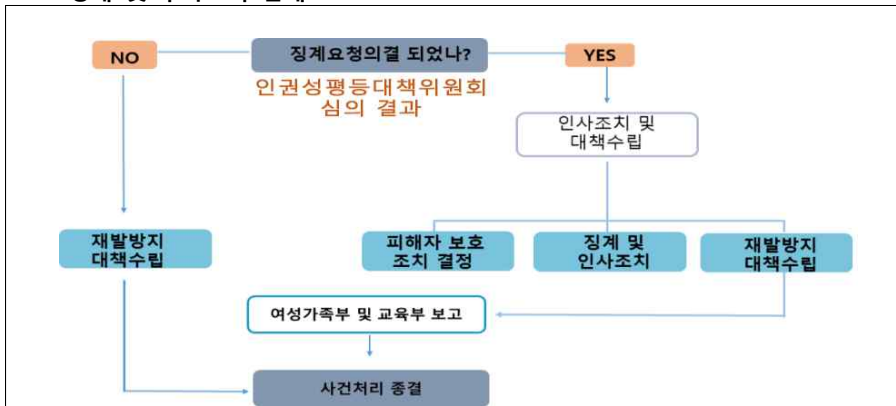 NO
징계요청의결 되었나?
YES
인권성평등대책위원회
심의 결과
인사조치 및
대책수립
재발방지
대책수립
피해자 보호
조치 결정
징계 및
인사조치
재발방지
대책수립
여성가족부 및 교육부 보고
사건처리 종결